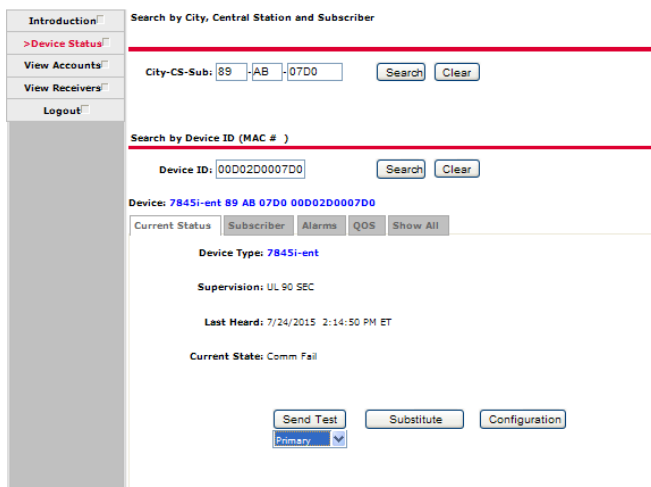 Introduction
>Device Status
View Accounts
View Receivers
Logout
Search by City, Central Station and Subscriber
City-CS-Sub: 89 -AB -07D0 Search Clear
Search by Device ID (MAC # )
Device ID: 00D02D0007D0 Search Clear
Device: 7845i-ent 89 AB 07D0 00D02D0007D0
Current Status Subscriber Alarms QOS Show All
Device Type: 7845i-ent
Supervision: UL 90 SEC
Last Heard: 7/24/2015 2:14:50 PM ET
Current State: Comm Fail
Send Test Substitute Configuration
Primary